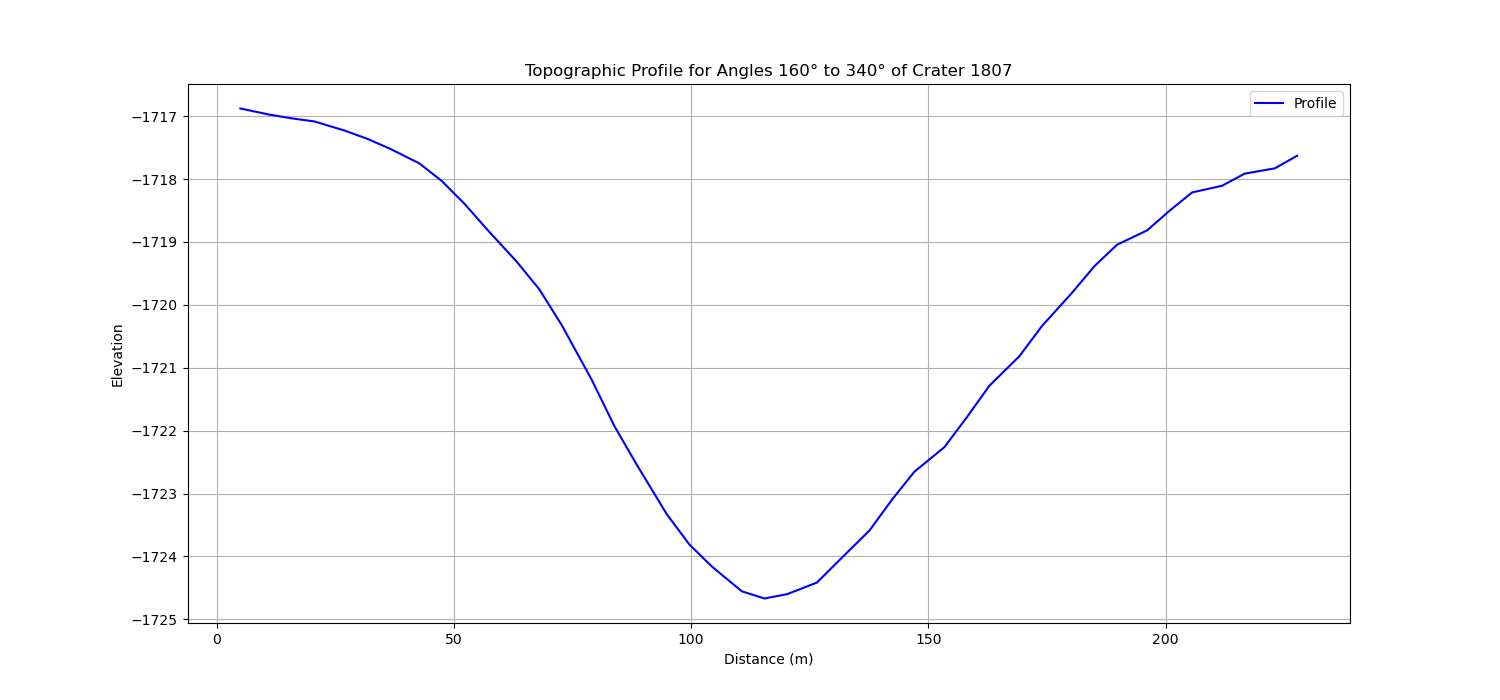 Topographic Profile for Angles 160° to 340° of Crater 1807
Profile
−1717
−1718
−1719
−1720
−1721
−1722
−1723
−1724
−1725
Elevation
0 50 100 150 200
Distance (m)